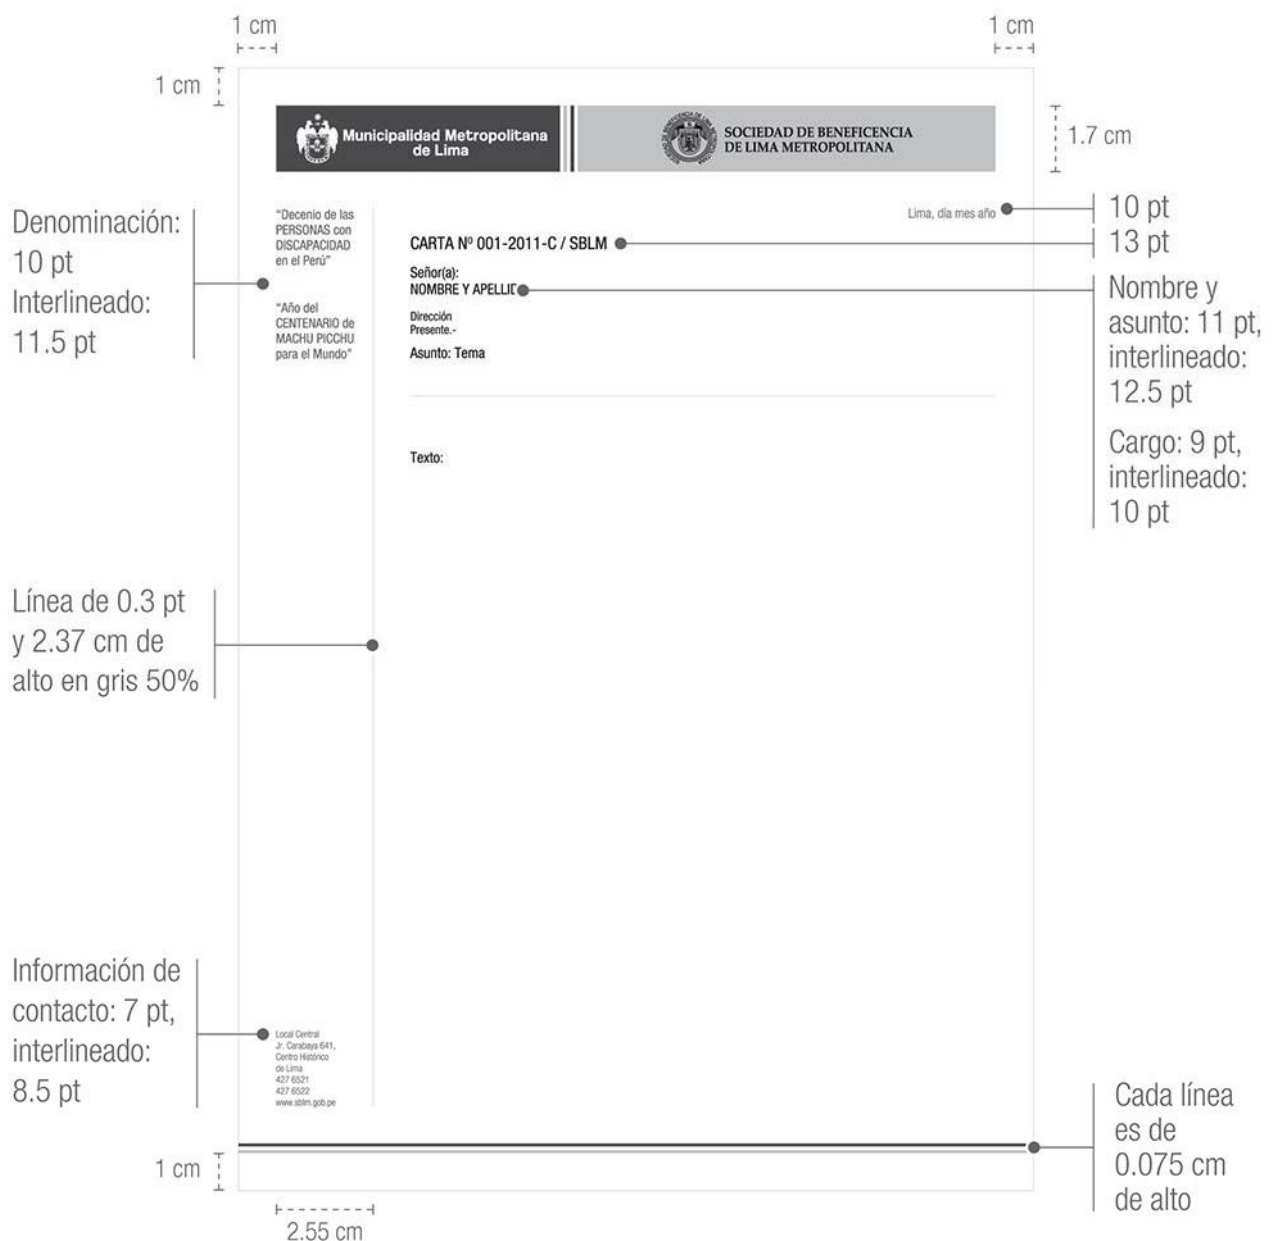 1 cm
1 cm
1 cm
Municipalidad Metropolitana
de Lima
SOCIEDAD DE BENEFICENCIA
DE LIMA METROPOLITANA
1.7 cm
Denominación:
10 pt
Interlineado:
11.5 pt
"Decenio de las
PERSONAS con
DISCAPACIDAD
en el Perú"
"Año del
CENTENARIO de
MACHU PICCHU
para el Mundo"
Lima, día mes año
10 pt
CARTA Nº 001-2011-C / SBLM
13 pt
Señor(a):
NOMBRE Y APELLID
Dirección
Presente.-
Asunto: Tema
Nombre y
asunto: 11 pt,
interlineado:
12.5 pt
Cargo: 9 pt,
interlineado:
10 pt
Texto:
Línea de 0.3 pt
y 2.37 cm de
alto en gris 50%
Información de
contacto: 7 pt,
interlineado:
8.5 pt
Local Central
Jr. Carabaya 641,
Centro Histórico
de Lima
427 6521
427 6522
www.sblm.gob.pe
Cada línea
es de
0.075 cm
de alto
1 cm
2.55 cm